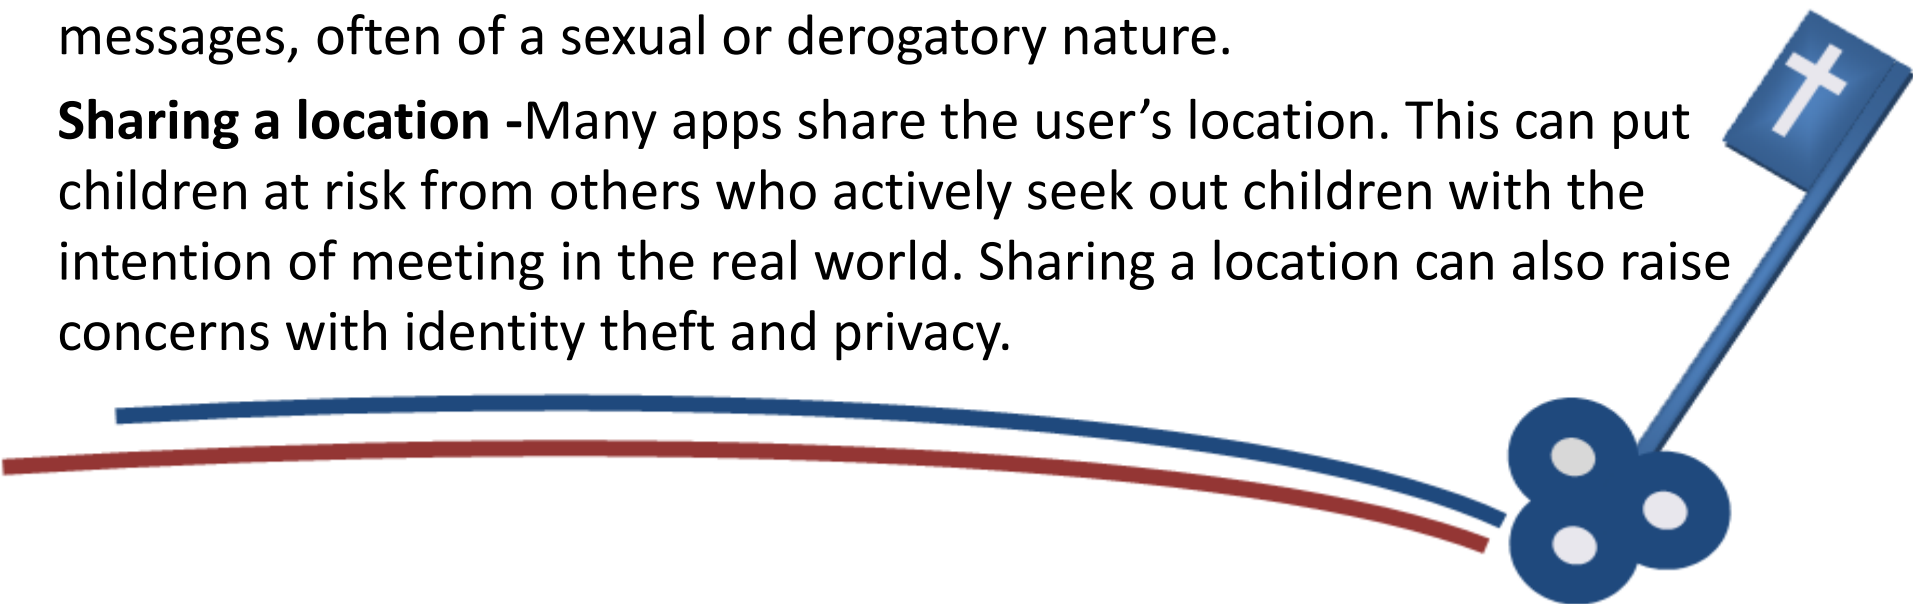 messages, often of a sexual or derogatory nature.
Sharing a location -Many apps share the user’s location. This can put
children at risk from others who actively seek out children with the
intention of meeting in the real world. Sharing a location can also raise
concerns with identity theft and privacy.